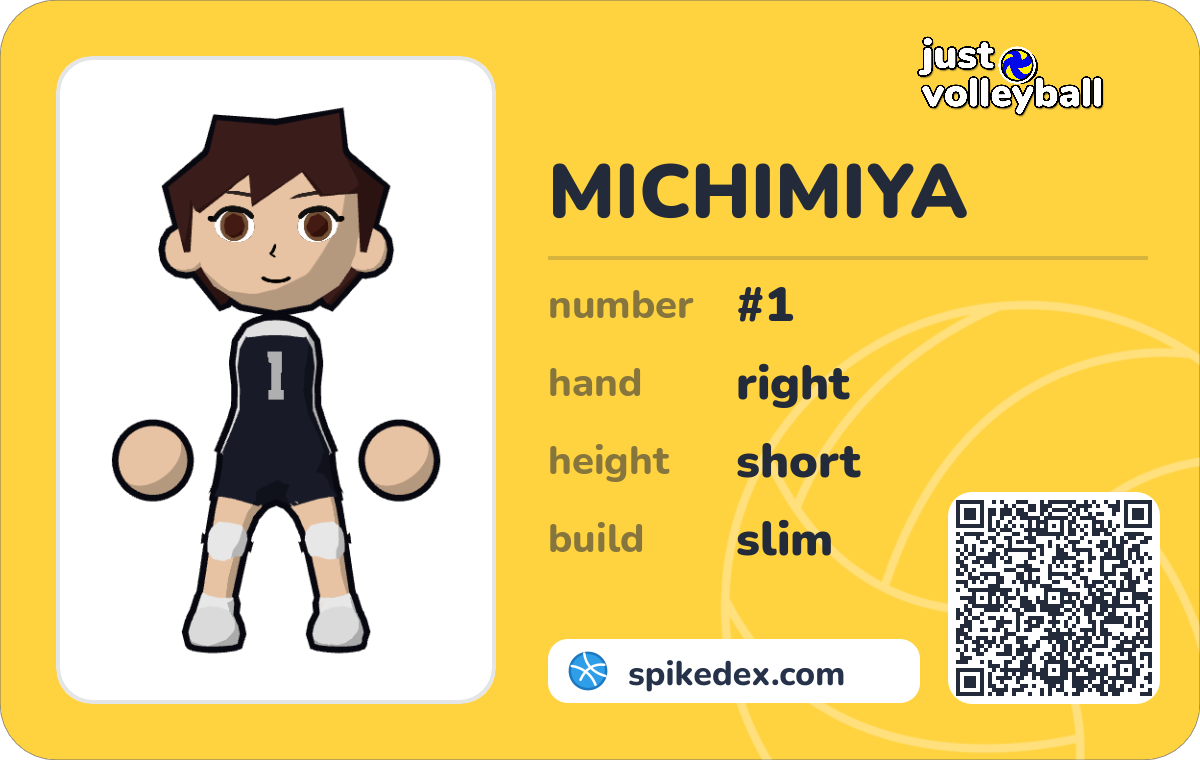 just
volleyball
MICHIMIYA
number #1
hand right
height short
build slim
1
spikedex.com